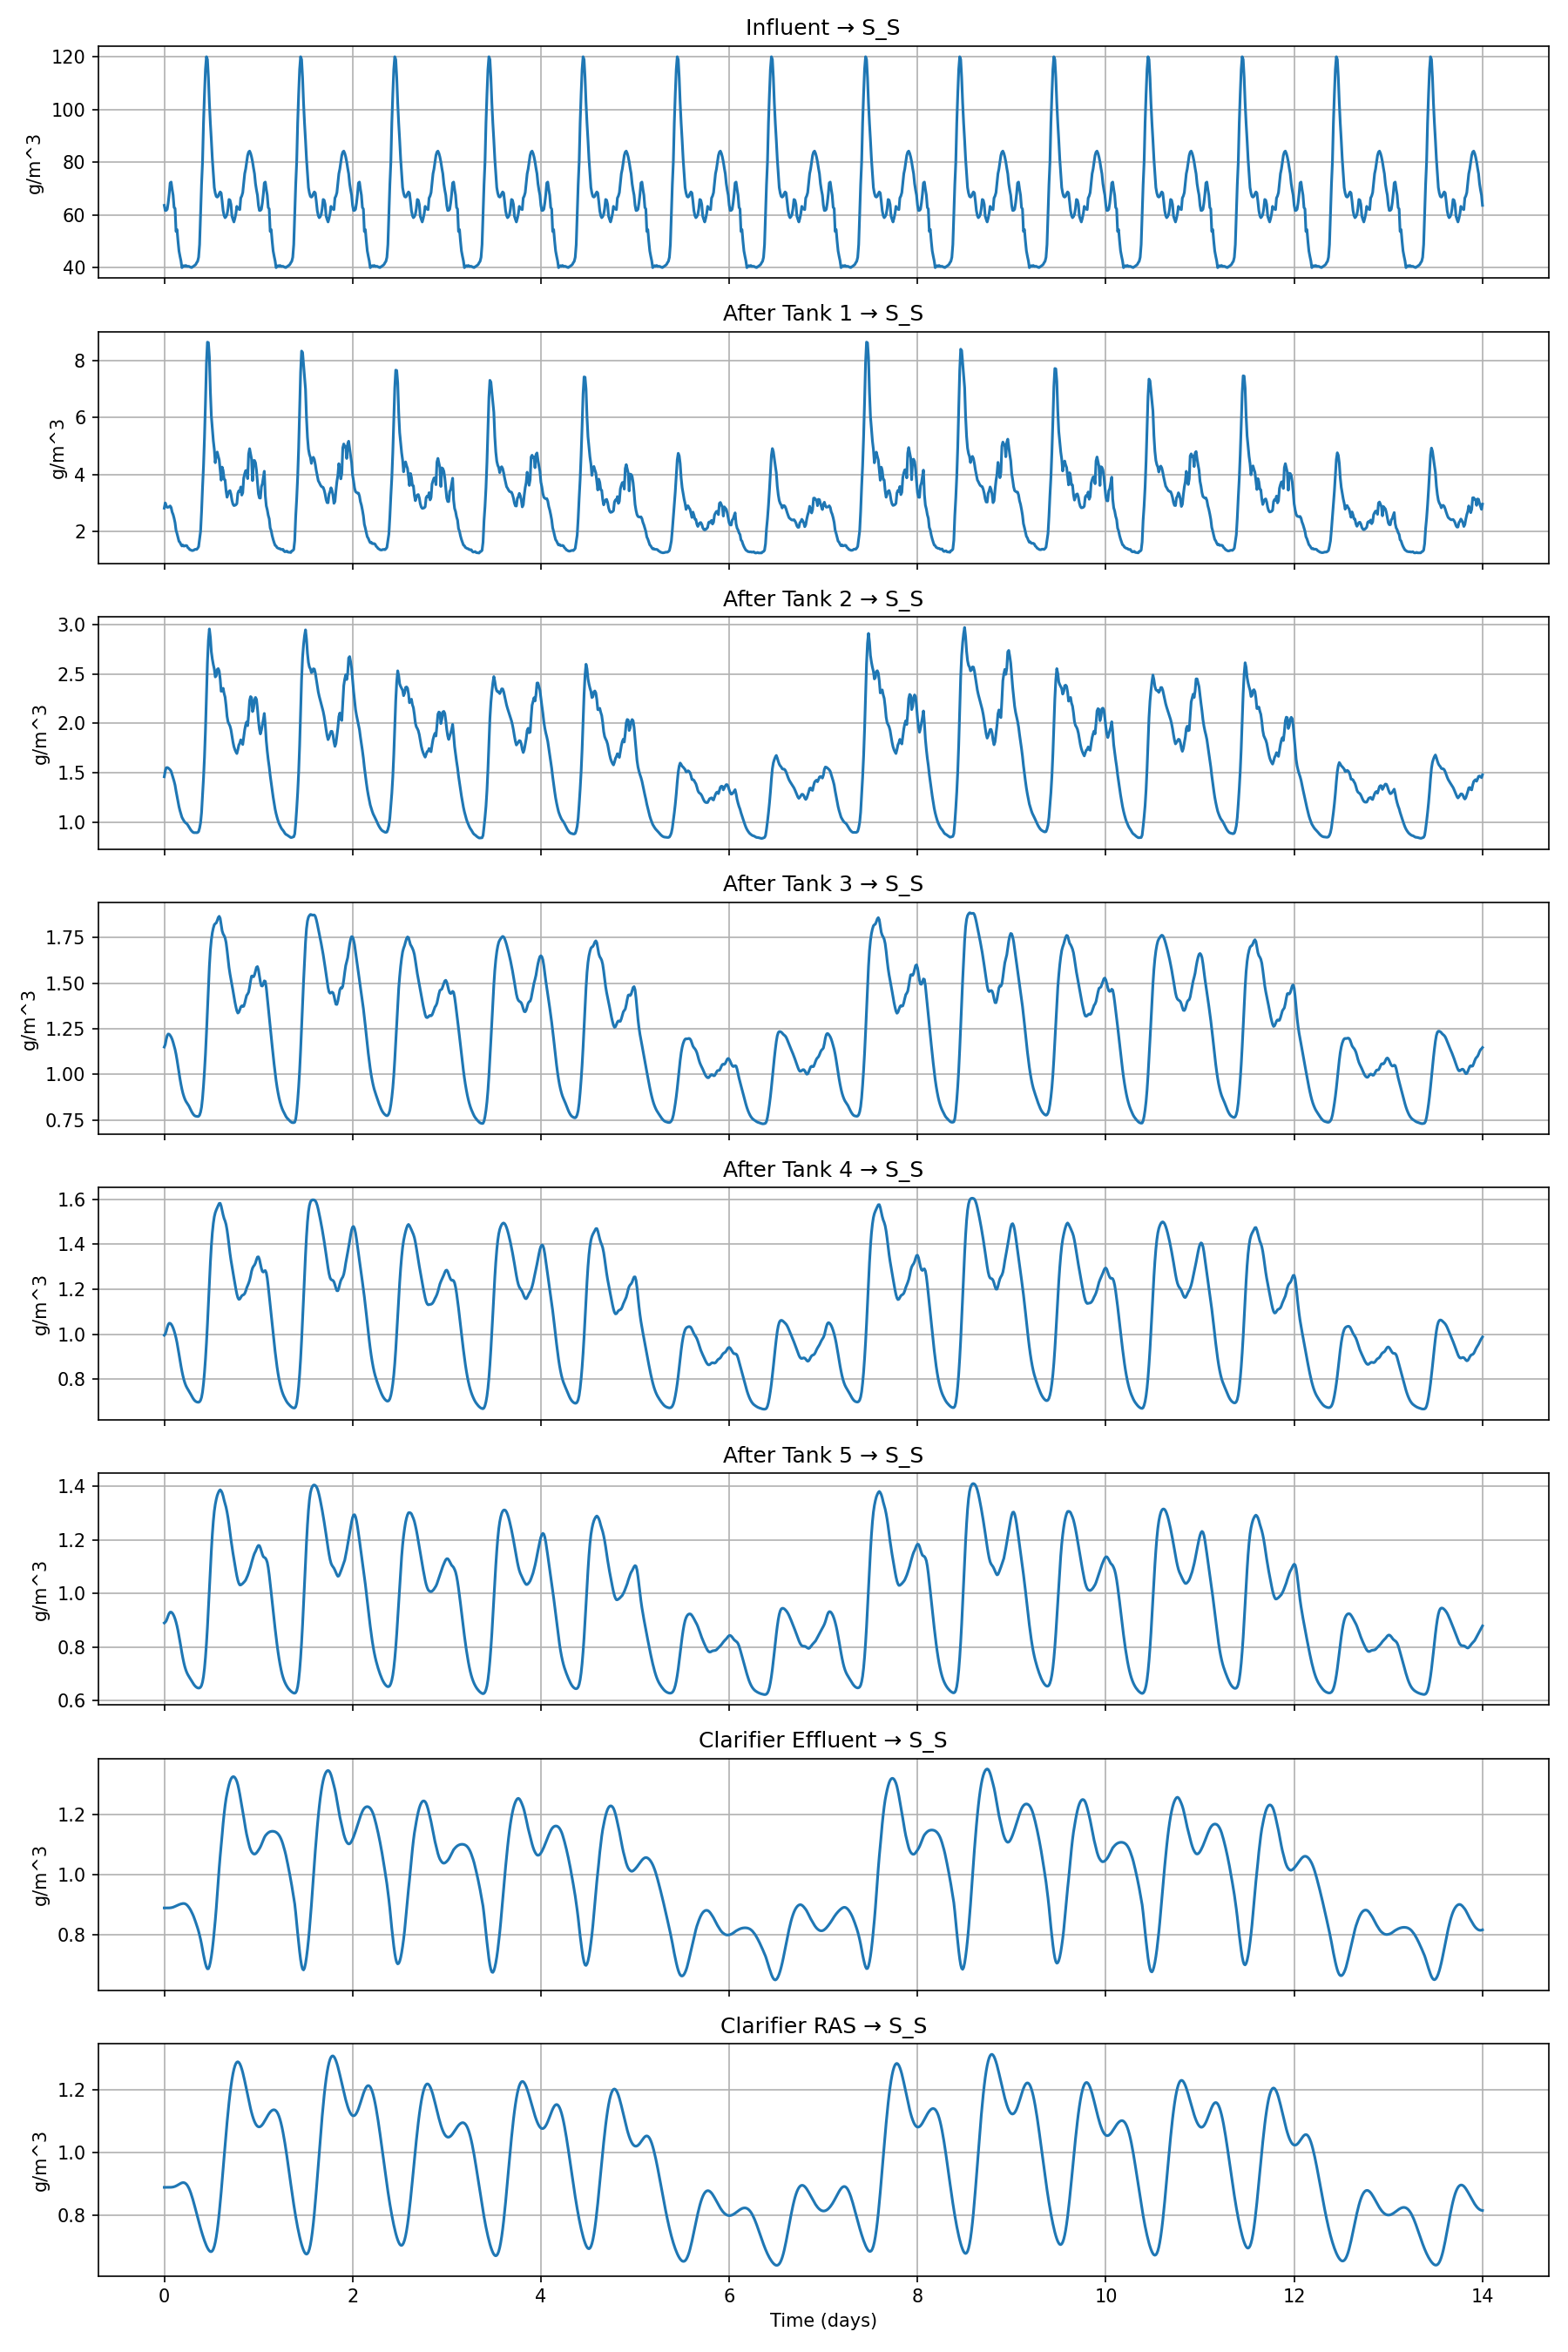 Influent → S_S
120
100
80
60
40
g/m^3
After Tank 1 → S_S
8
6
4
2
g/m^3
After Tank 2 → S_S
3.0
2.5
2.0
1.5
1.0
g/m^3
After Tank 3 → S_S
1.75
1.50
1.25
1.00
0.75
g/m^3
After Tank 4 → S_S
1.6
1.4
1.2
1.0
0.8
g/m^3
After Tank 5 → S_S
1.4
1.2
1.0
0.8
0.6
g/m^3
Clarifier Effluent → S_S
1.2
1.0
0.8
g/m^3
Clarifier RAS → S_S
1.2
1.0
0.8
g/m^3
0 2 4 6 8 10 12 14
Time (days)